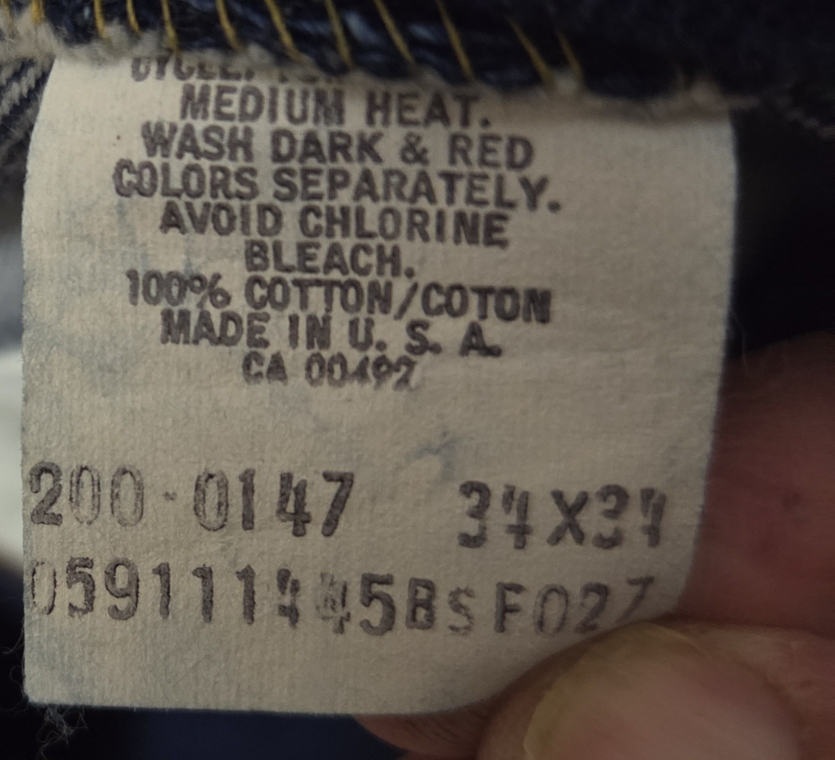 MEDIUM HEAT.
WASH DARK & RED
COLORS SEPARATELY.
AVOID CHLORINE
BLEACH.
100% COTTON/COTON
MADE IN U. S. A.
CA 00492
200-0147 34X34